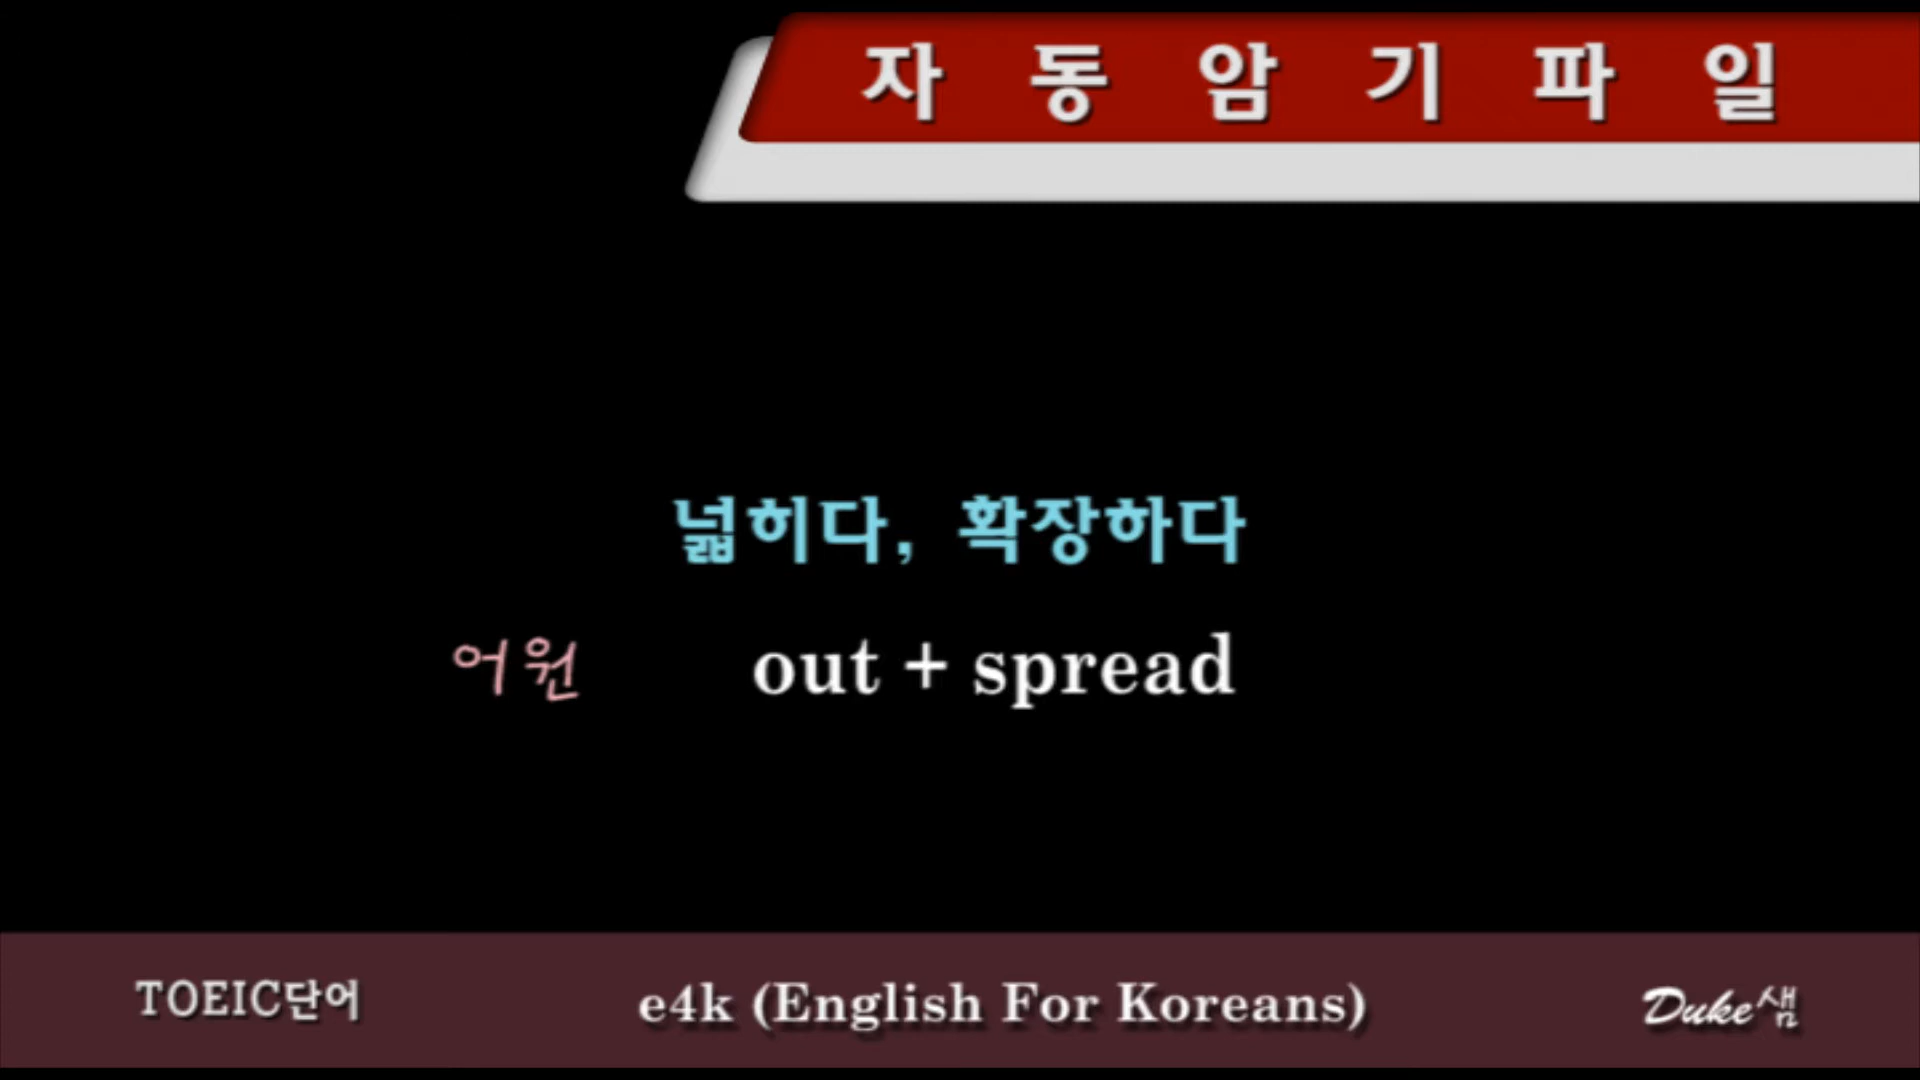 자 동 암 기 파 일
넓히다, 확장하다
어원 out + spread
TOEIC단어 e4k (English For Koreans) Duke샘